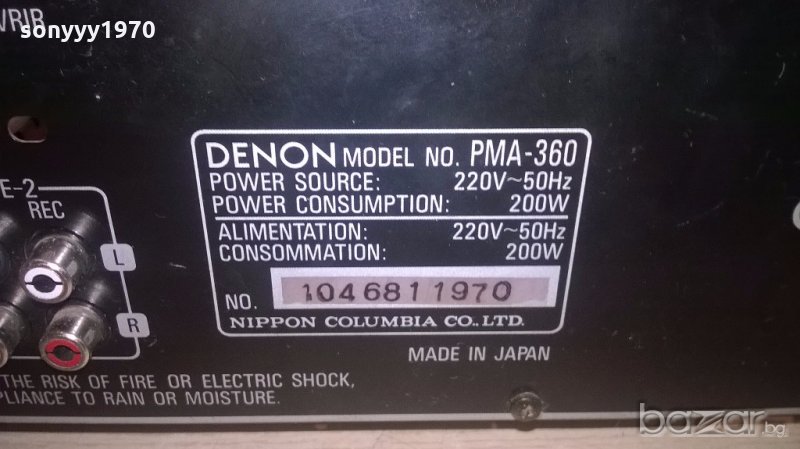 sonyyy1970
DENON MODEL NO. PMA-360
POWER SOURCE: 220V~50Hz
POWER CONSUMPTION: 200W
ALIMENTATION: 220V~50Hz
CONSOMMATION: 200W
NO. 1046811970
NIPPON COLUMBIA CO., LTD.
MADE IN JAPAN
E-2
REC
L
R
THE RISK OF FIRE OR ELECTRIC SHOCK,
PLIANCE TO RAIN OR MOISTURE.
bazar.bg